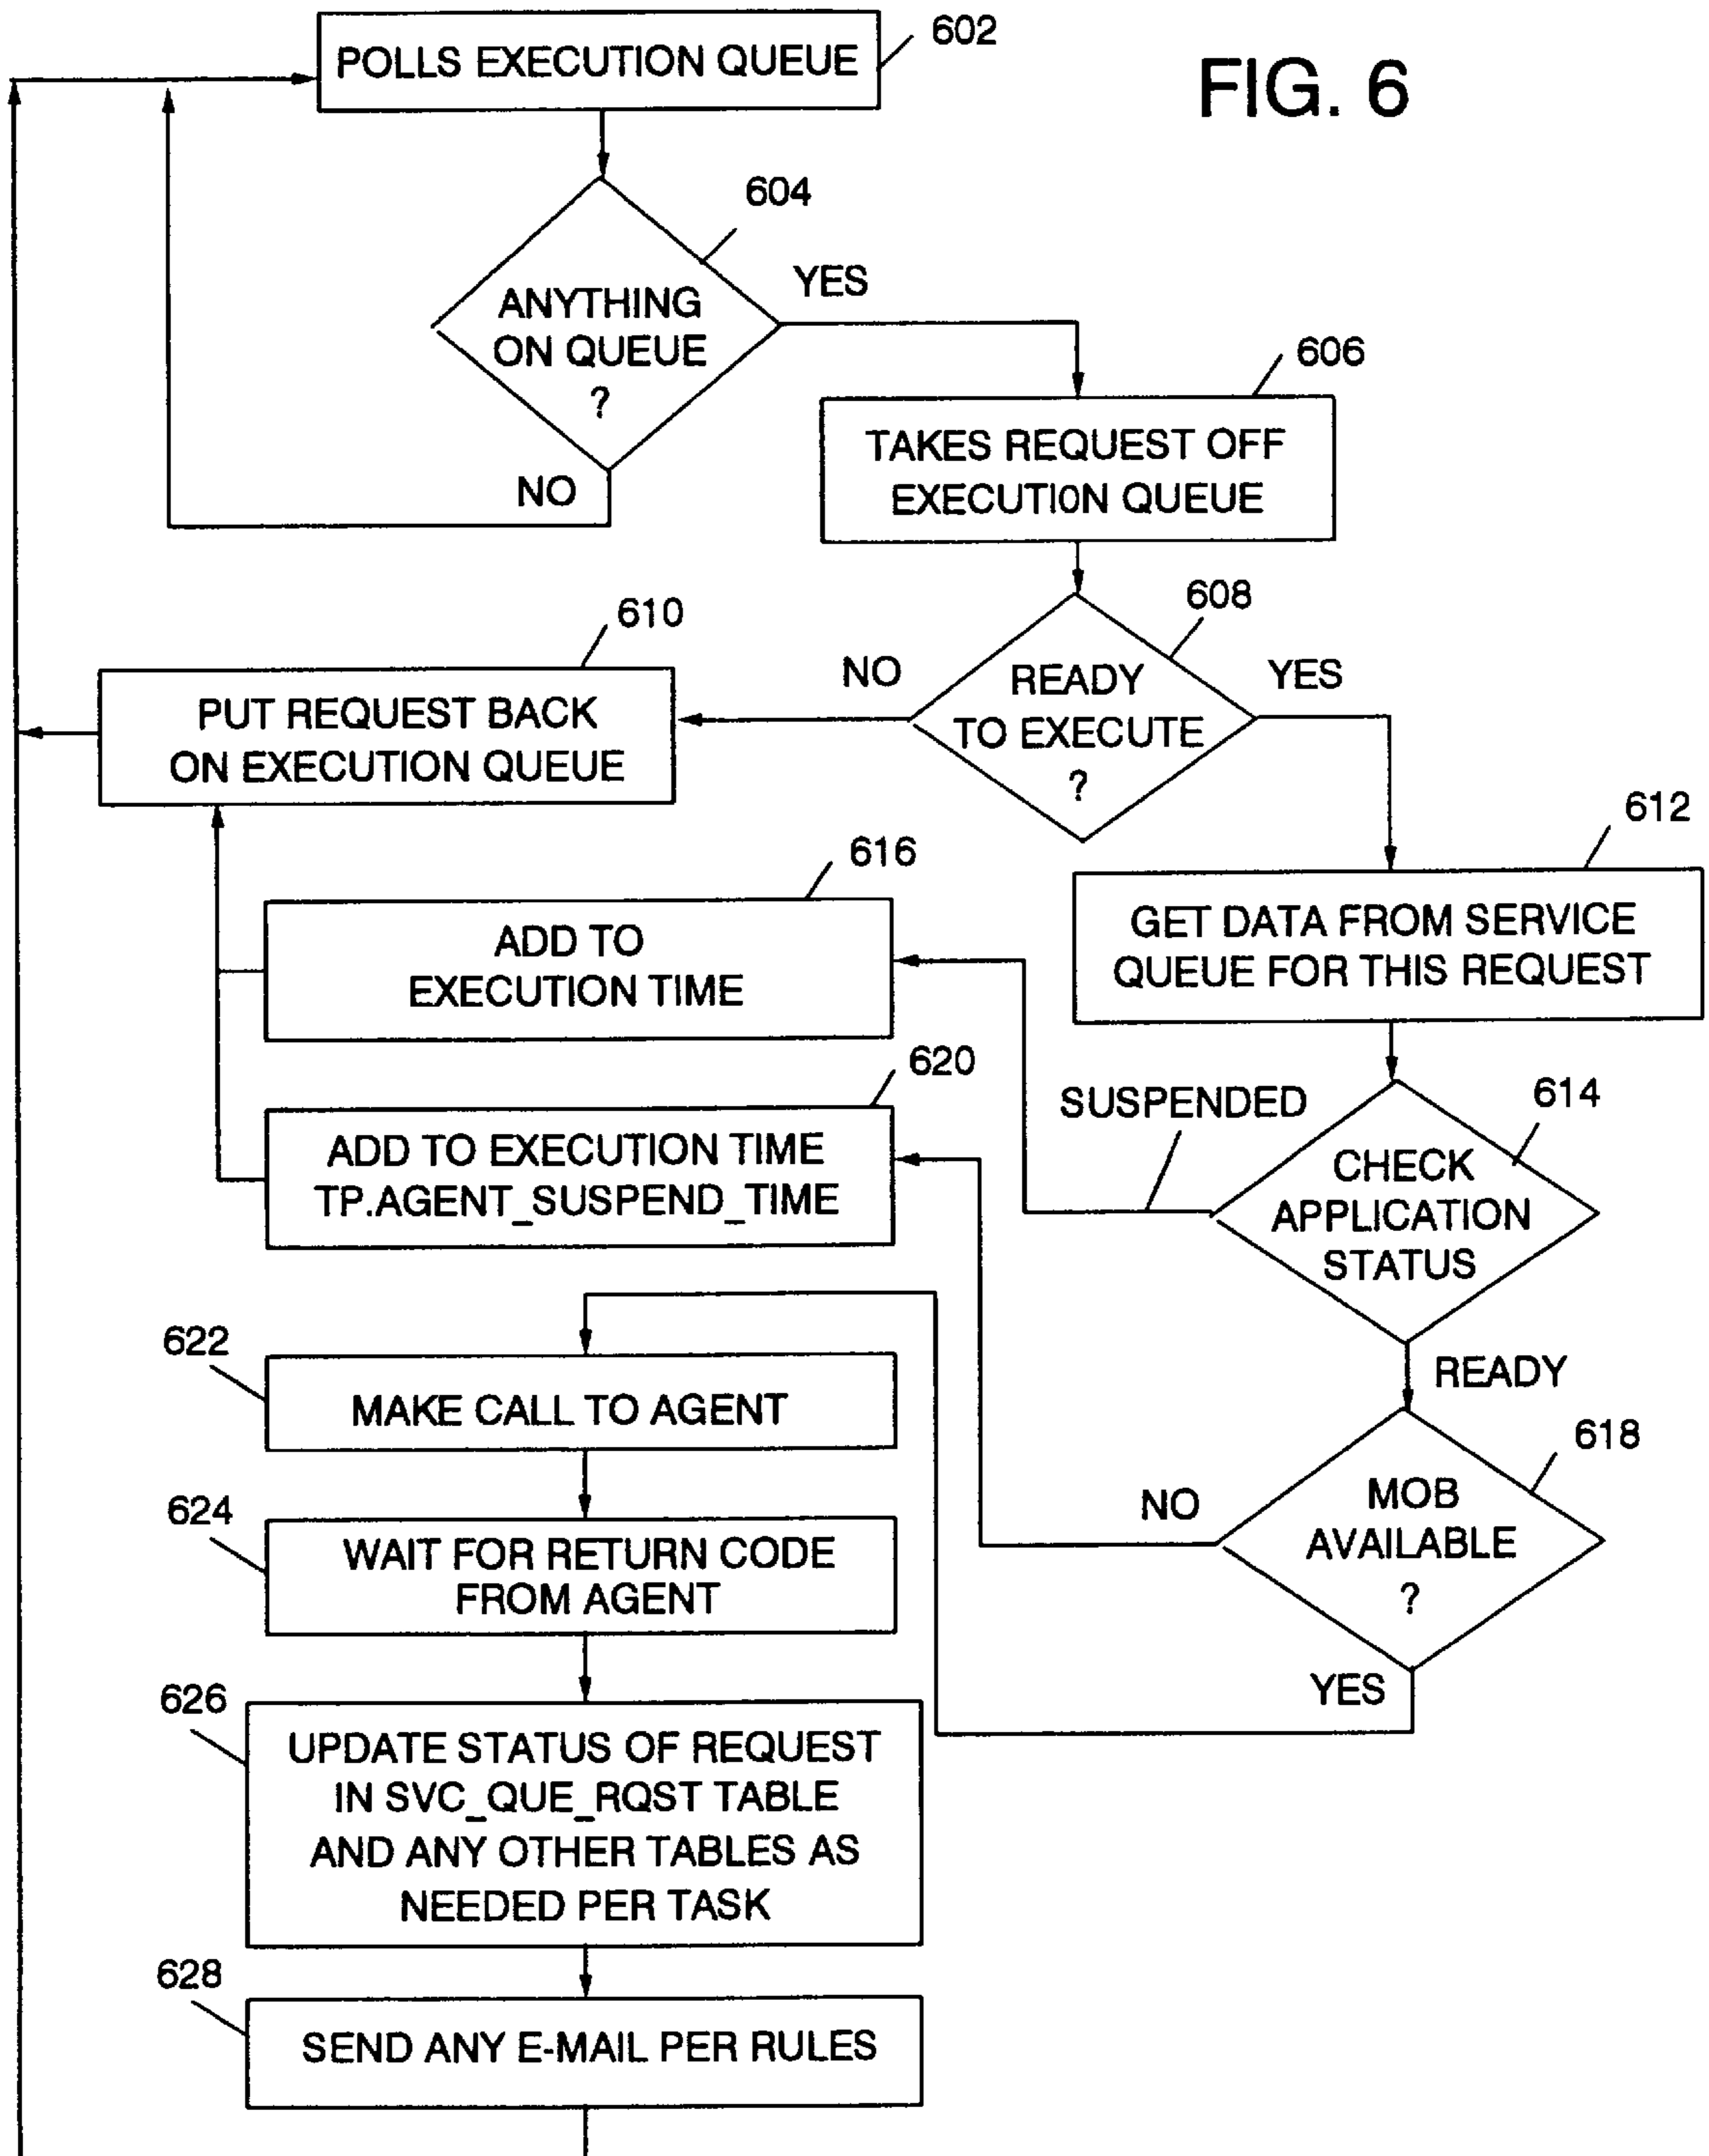 FIG. 6
602
POLLS EXECUTION QUEUE
604
ANYTHING
ON QUEUE
?
YES
NO
606
TAKES REQUEST OFF
EXECUTI0N QUEUE
608
READY
TO EXECUTE
?
NO
YES
610
PUT REQUEST BACK
ON EXECUTION QUEUE
612
GET DATA FROM SERVICE
QUEUE FOR THIS REQUEST
616
ADD TO
EXECUTION TIME
614
CHECK
APPLICATION
STATUS
SUSPENDED
READY
620
ADD TO EXECUTION TIME
TP.AGENT_SUSPEND_TIME
618
MOB
AVAILABLE
?
NO
YES
622
MAKE CALL TO AGENT
624
WAIT FOR RETURN CODE
FROM AGENT
626
UPDATE STATUS OF REQUEST
IN SVC_QUE_RQST TABLE
AND ANY OTHER TABLES AS
NEEDED PER TASK
628
SEND ANY E-MAIL PER RULES